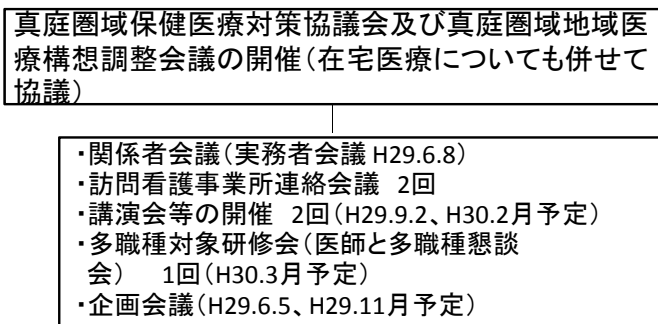 真庭圏域保健医療対策協議会及び真庭圏域地域医
療構想調整会議の開催(在宅医療についても併せて
協議)
・関係者会議(実務者会議 H29.6.8)
・訪問看護事業所連絡会議 2回
・講演会等の開催 2回(H29.9.2、H30.2月予定)
・多職種対象研修会(医師と多職種懇談
会) 1回(H30.3月予定)
・企画会議(H29.6.5、H29.11月予定)